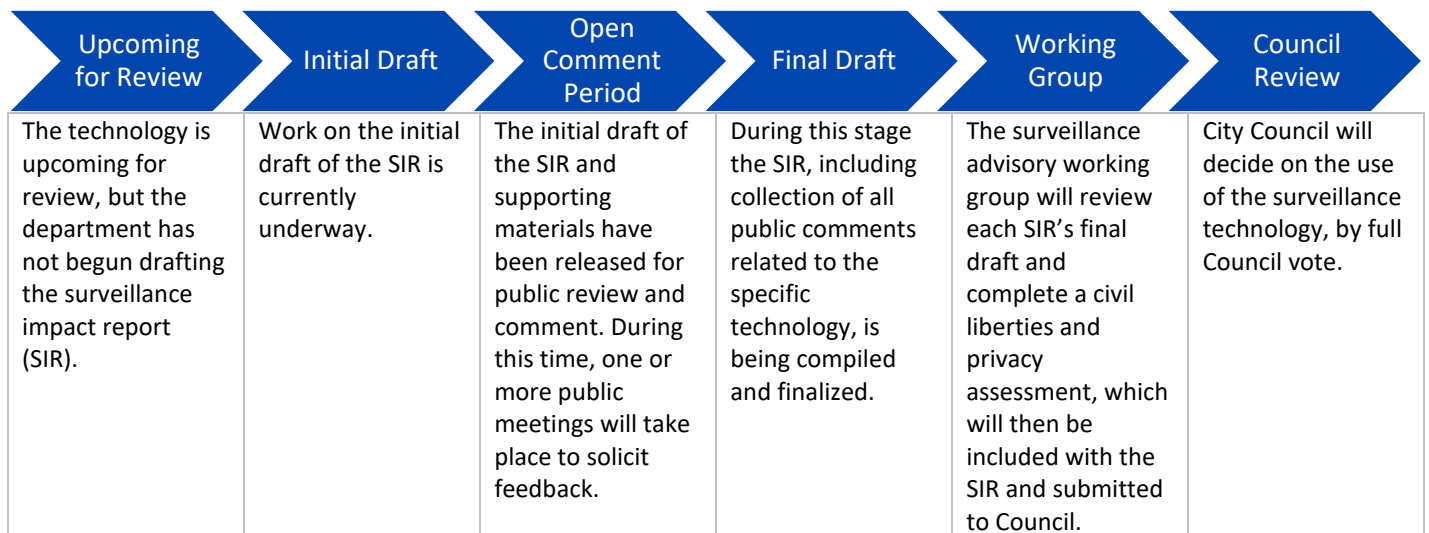 Upcoming
for Review
Initial Draft
Open
Comment
Period
Final Draft
Working
Group
Council
Review
The technology is
upcoming for
review, but the
department has
not begun drafting
the surveillance
impact report
(SIR).
Work on the initial
draft of the SIR is
currently
underway.
The initial draft of
the SIR and
supporting
materials have
been released for
public review and
comment. During
this time, one or
more public
meetings will take
place to solicit
feedback.
During this stage
the SIR, including
collection of all
public comments
related to the
specific
technology, is
being compiled
and finalized.
The surveillance
advisory working
group will review
each SIR’s final
draft and
complete a civil
liberties and
privacy
assessment, which
will then be
included with the
SIR and submitted
to Council.
City Council will
decide on the use
of the surveillance
technology, by full
Council vote.